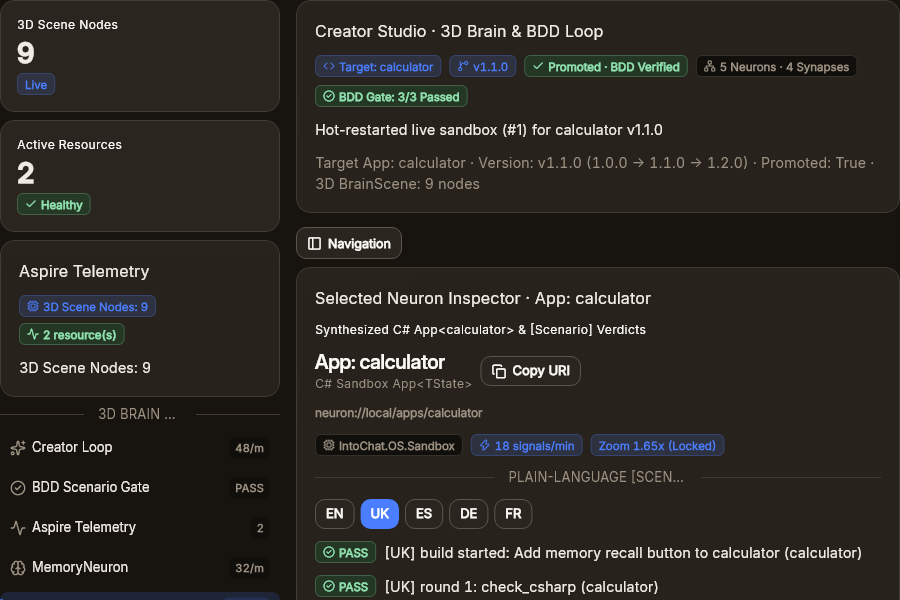 3D Scene Nodes
9
Live
Active Resources
2
Healthy
Aspire Telemetry
3D Scene Nodes: 9
2 resource(s)
3D Scene Nodes: 9
3D BRAIN ...
Creator Loop 48/m
BDD Scenario Gate PASS
Aspire Telemetry 2
MemoryNeuron 32/m
Creator Studio · 3D Brain & BDD Loop
Target: calculator v1.1.0 Promoted · BDD Verified 5 Neurons · 4 Synapses
BDD Gate: 3/3 Passed
Hot-restarted live sandbox (#1) for calculator v1.1.0
Target App: calculator · Version: v1.1.0 (1.0.0 → 1.1.0 → 1.2.0) · Promoted: True ·
3D BrainScene: 9 nodes
Navigation
Selected Neuron Inspector · App: calculator
Synthesized C# App<calculator> & [Scenario] Verdicts
App: calculator
C# Sandbox App<TState>
Copy URI
neuron://local/apps/calculator
IntoChat.OS.Sandbox 18 signals/min Zoom 1.65x (Locked)
PLAIN-LANGUAGE [SCEN...
EN UK ES DE FR
PASS [UK] build started: Add memory recall button to calculator (calculator)
PASS [UK] round 1: check_csharp (calculator)